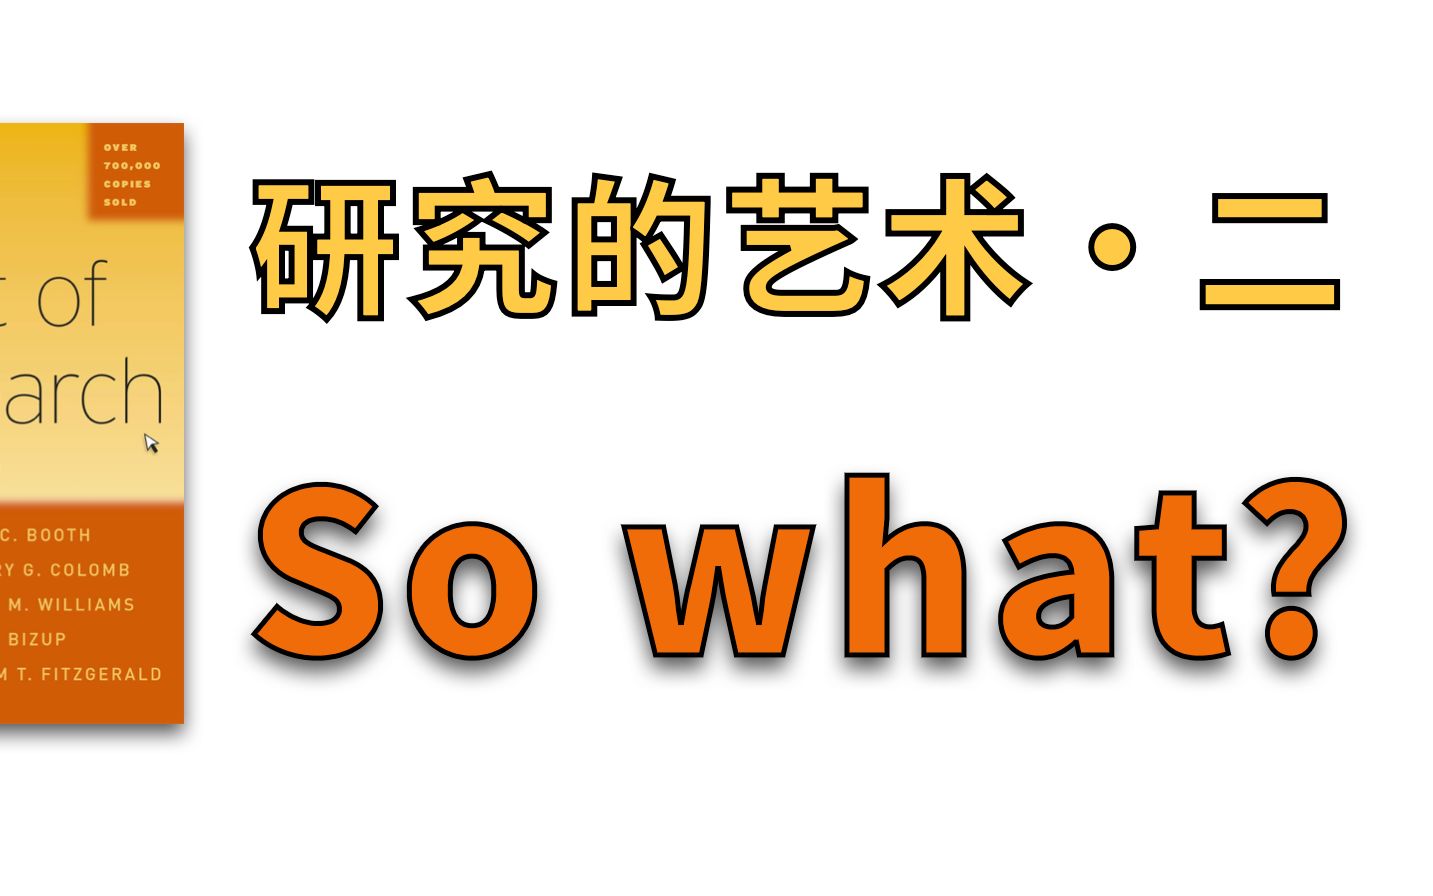 OVER
700,000
COPIES
SOLD
of
arch
C. BOOTH
RY G. COLOMB
M. WILLIAMS
BIZUP
M T. FITZGERALD
研究的艺术·二
So what?